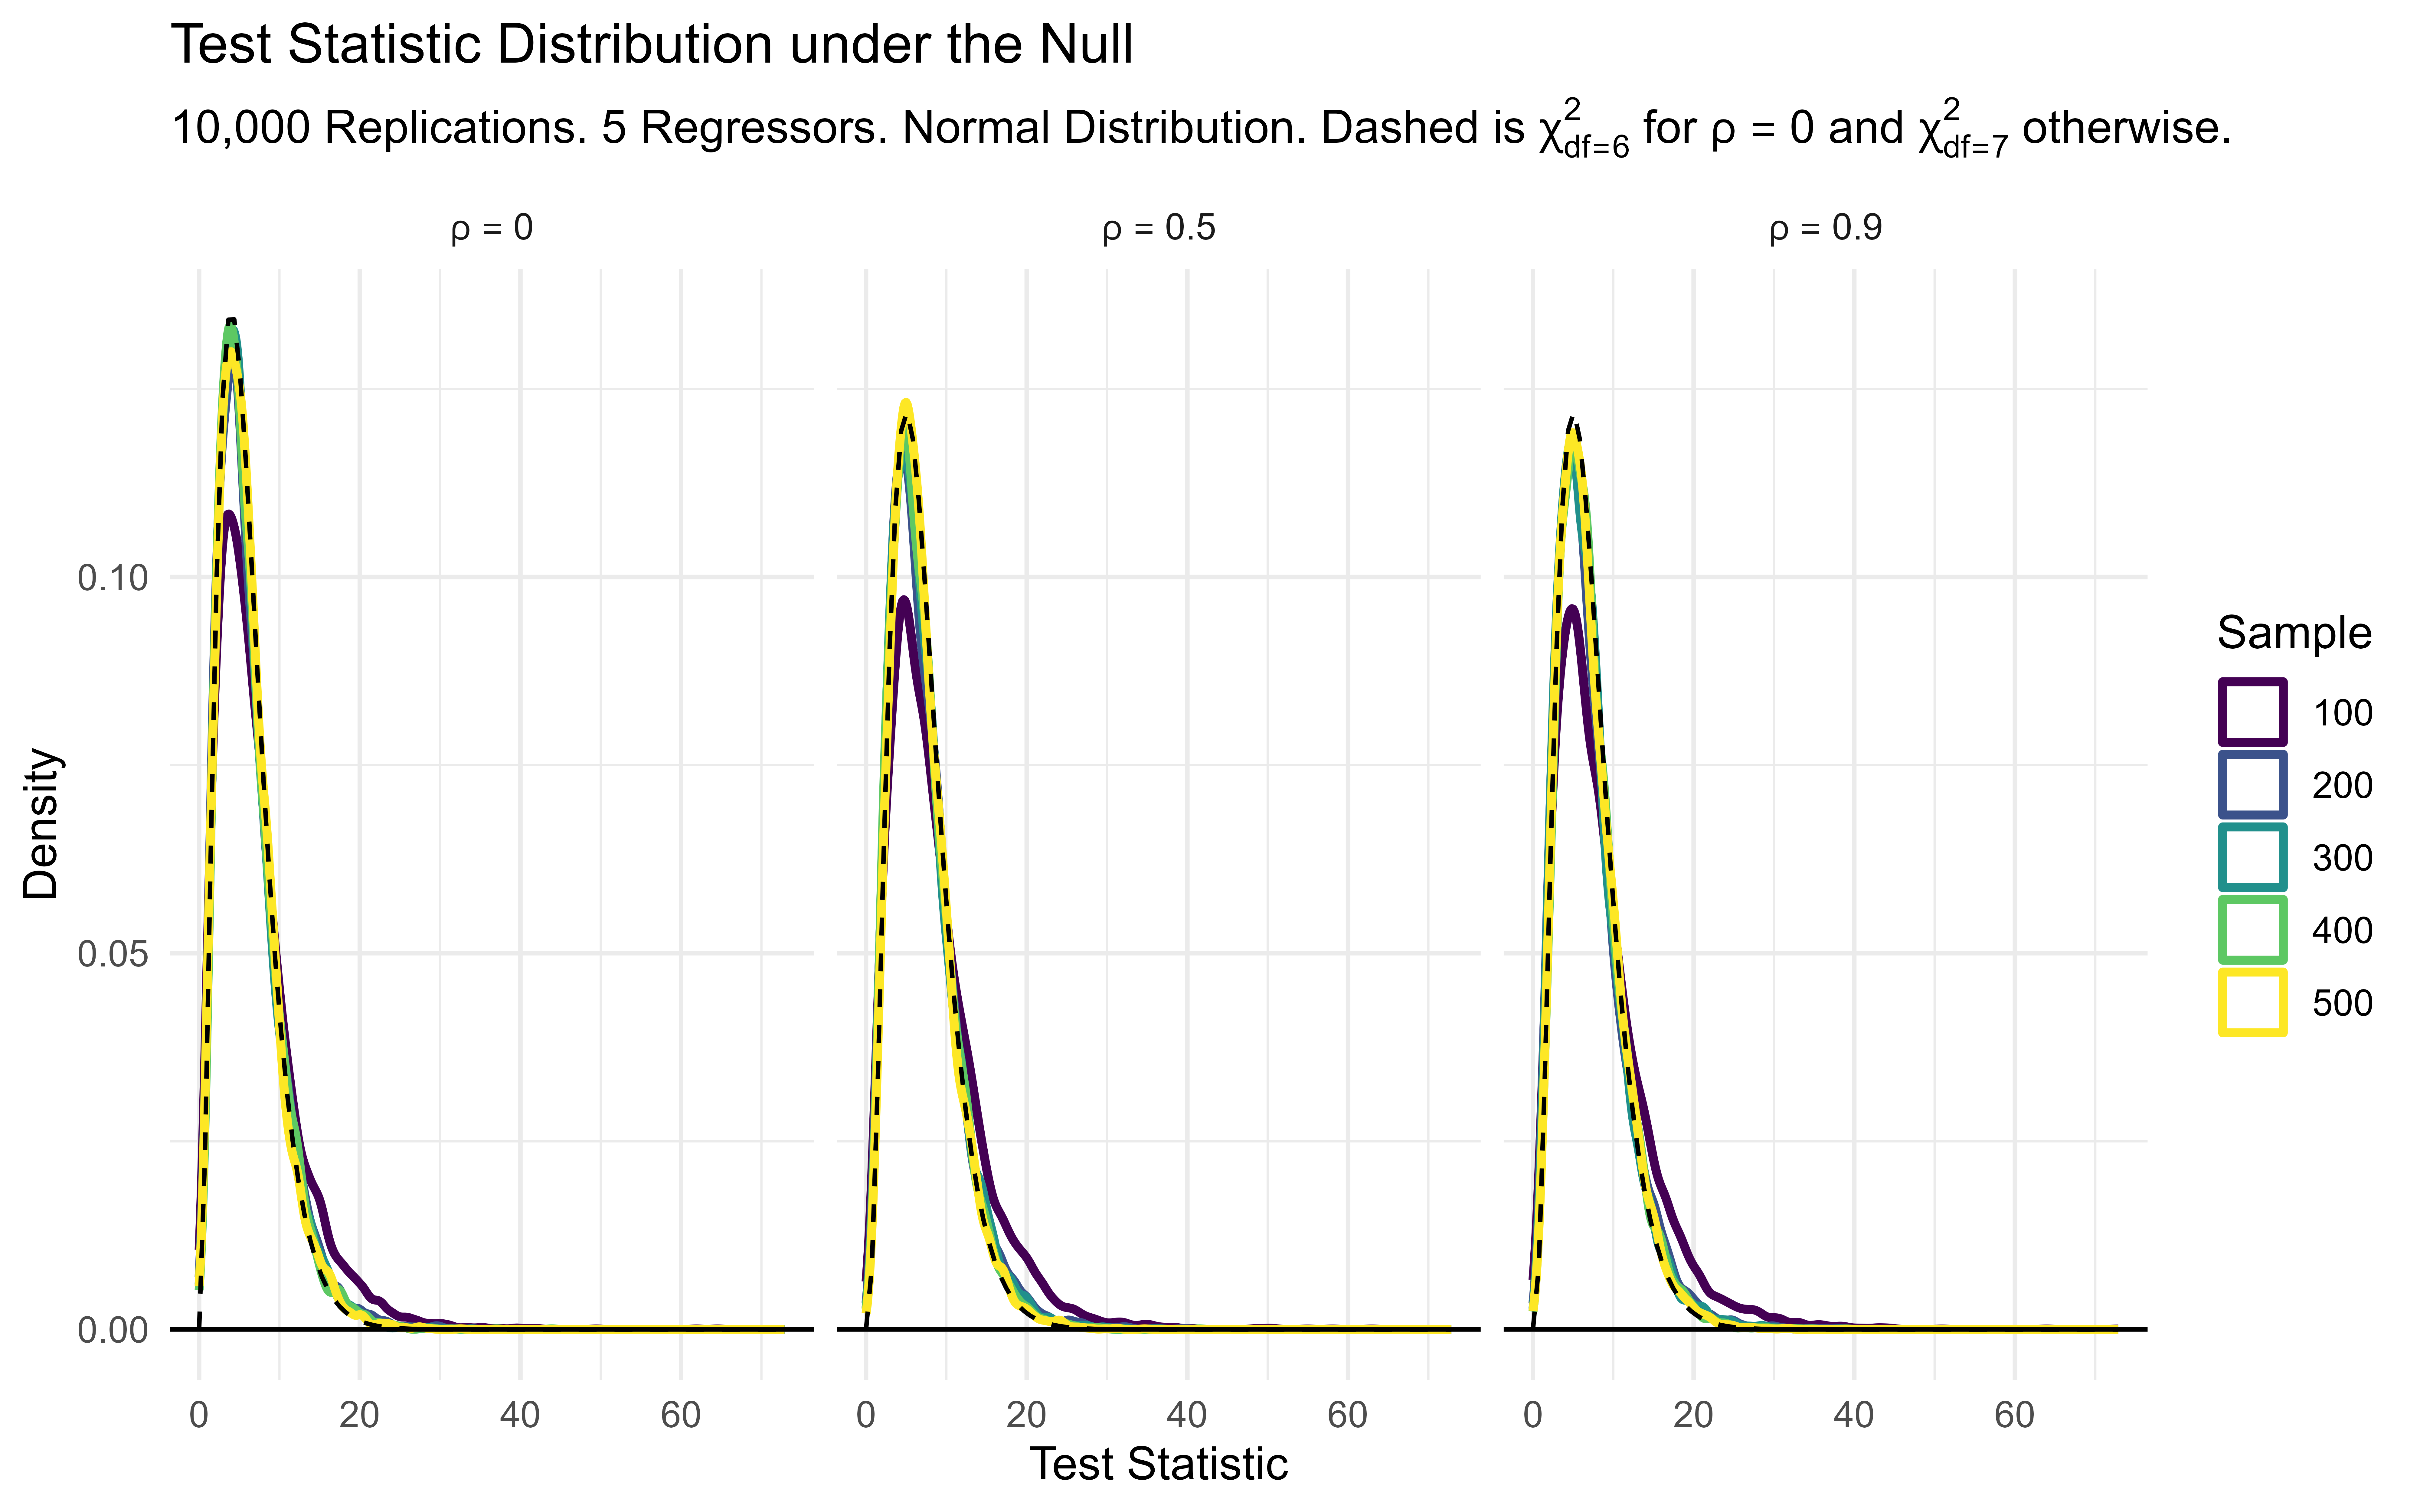 Test Statistic Distribution under the Null
10,000 Replications. 5 Regressors. Normal Distribution. Dashed is χ²df=6 for ρ = 0 and χ²df=7 otherwise.
ρ = 0
ρ = 0.5
ρ = 0.9
Density
0.10
0.05
0.00
0 20 40 60
0 20 40 60
0 20 40 60
Test Statistic
Sample
100
200
300
400
500